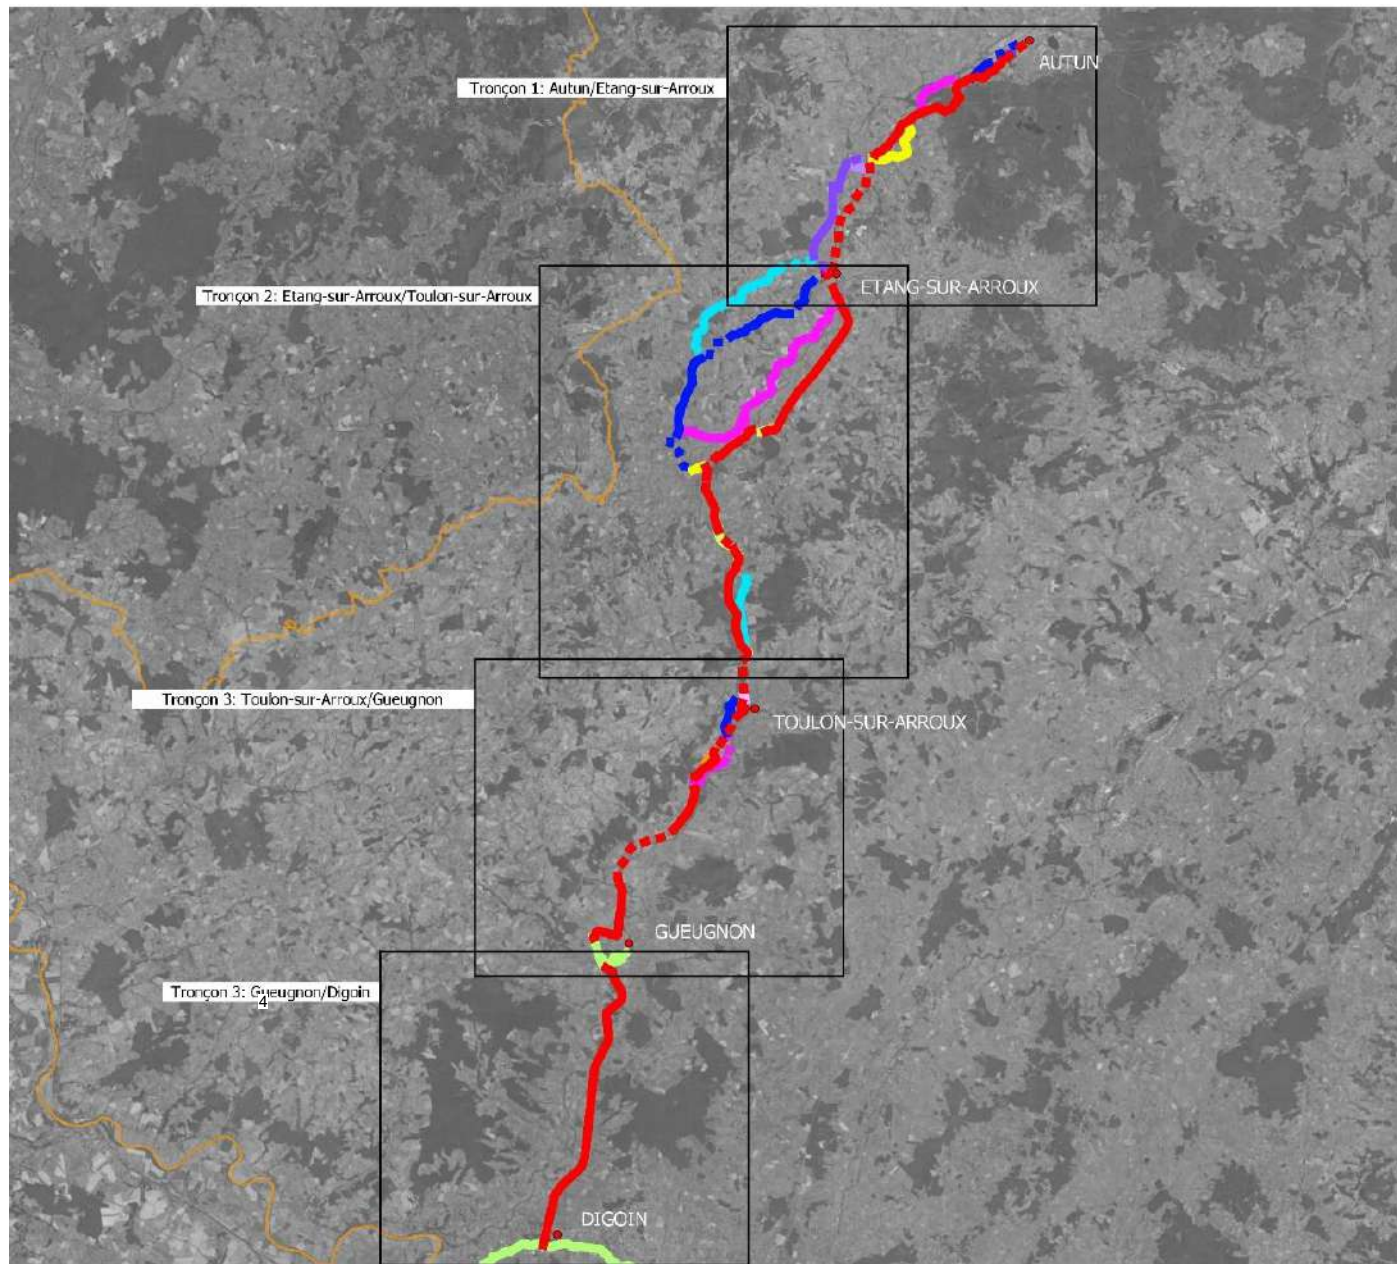 AUTUN
Tronçon 1: Autun/Etang-sur-Arroux
ETANG-SUR-ARROUX
Tronçon 2: Etang-sur-Arroux/Toulon-sur-Arroux
Tronçon 3: Toulon-sur-Arroux/Gueugnon
TOULON-SUR-ARROUX
GUEUGNON
Tronçon 3: Gueugnon/Digoin
4
DIGOIN